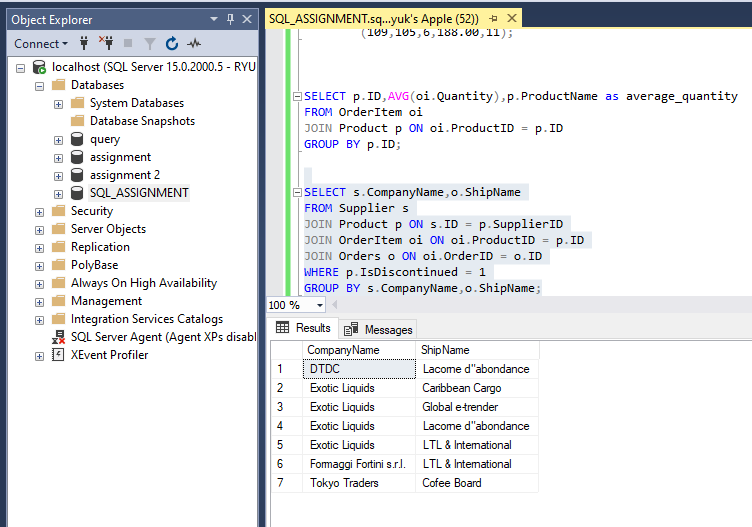 Object Explorer
Connect
localhost (SQL Server 15.0.2000.5 - RYU
Databases
System Databases
Database Snapshots
query
assignment
assignment 2
SQL_ASSIGNMENT
Security
Server Objects
Replication
PolyBase
Always On High Availability
Management
Integration Services Catalogs
SQL Server Agent (Agent XPs disabl
XEvent Profiler
SQL_ASSIGNMENT.sq...yuk's Apple (52))
(109,105,6,188.00,11);
SELECT p.ID,AVG(oi.Quantity),p.ProductName as average_quantity
FROM OrderItem oi
JOIN Product p ON oi.ProductID = p.ID
GROUP BY p.ID;
SELECT s.CompanyName,o.ShipName
FROM Supplier s
JOIN Product p ON s.ID = p.SupplierID
JOIN OrderItem oi ON oi.ProductID = p.ID
JOIN Orders o ON oi.OrderID = o.ID
WHERE p.IsDiscontinued = 1
GROUP BY s.CompanyName,o.ShipName;
100 %
Results Messages
CompanyName ShipName
1 DTDC Lacorne d''abondance
2 Exotic Liquids Caribbean Cargo
3 Exotic Liquids Global e-trender
4 Exotic Liquids Lacorne d''abondance
5 Exotic Liquids LTL & International
6 Formaggi Fortini s.r.l. LTL & International
7 Tokyo Traders Cofee Board